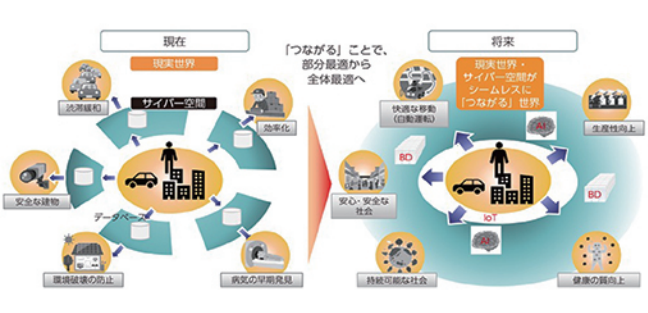 現在
現実世界
サイバー空間
渋滞緩和
効率化
安全な建物
データベース
環境破壊の防止
病気の早期発見
「つながる」ことで、
部分最適から
全体最適へ
将来
現実世界・
サイバー空間が
シームレスに
「つながる」世界
快適な移動
(自動運転)
生産性向上
AI
BD
BD
安心・安全な
社会
IoT
AI
持続可能な社会
健康の質向上